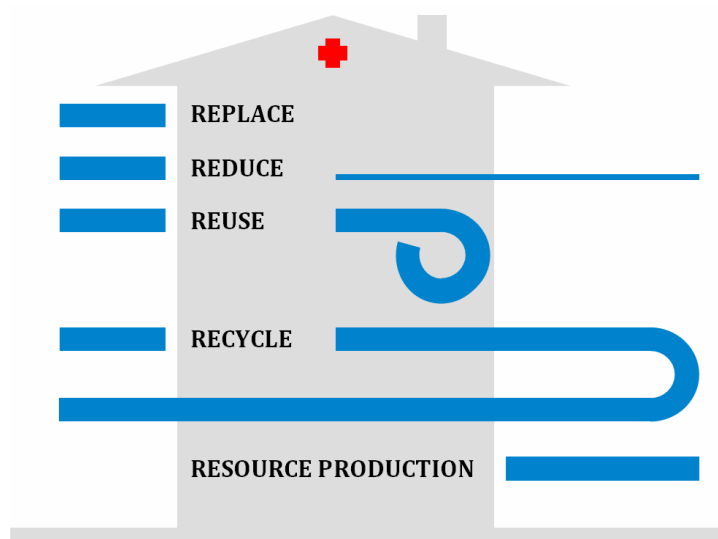 REPLACE
REDUCE
REUSE
RECYCLE
RESOURCE PRODUCTION